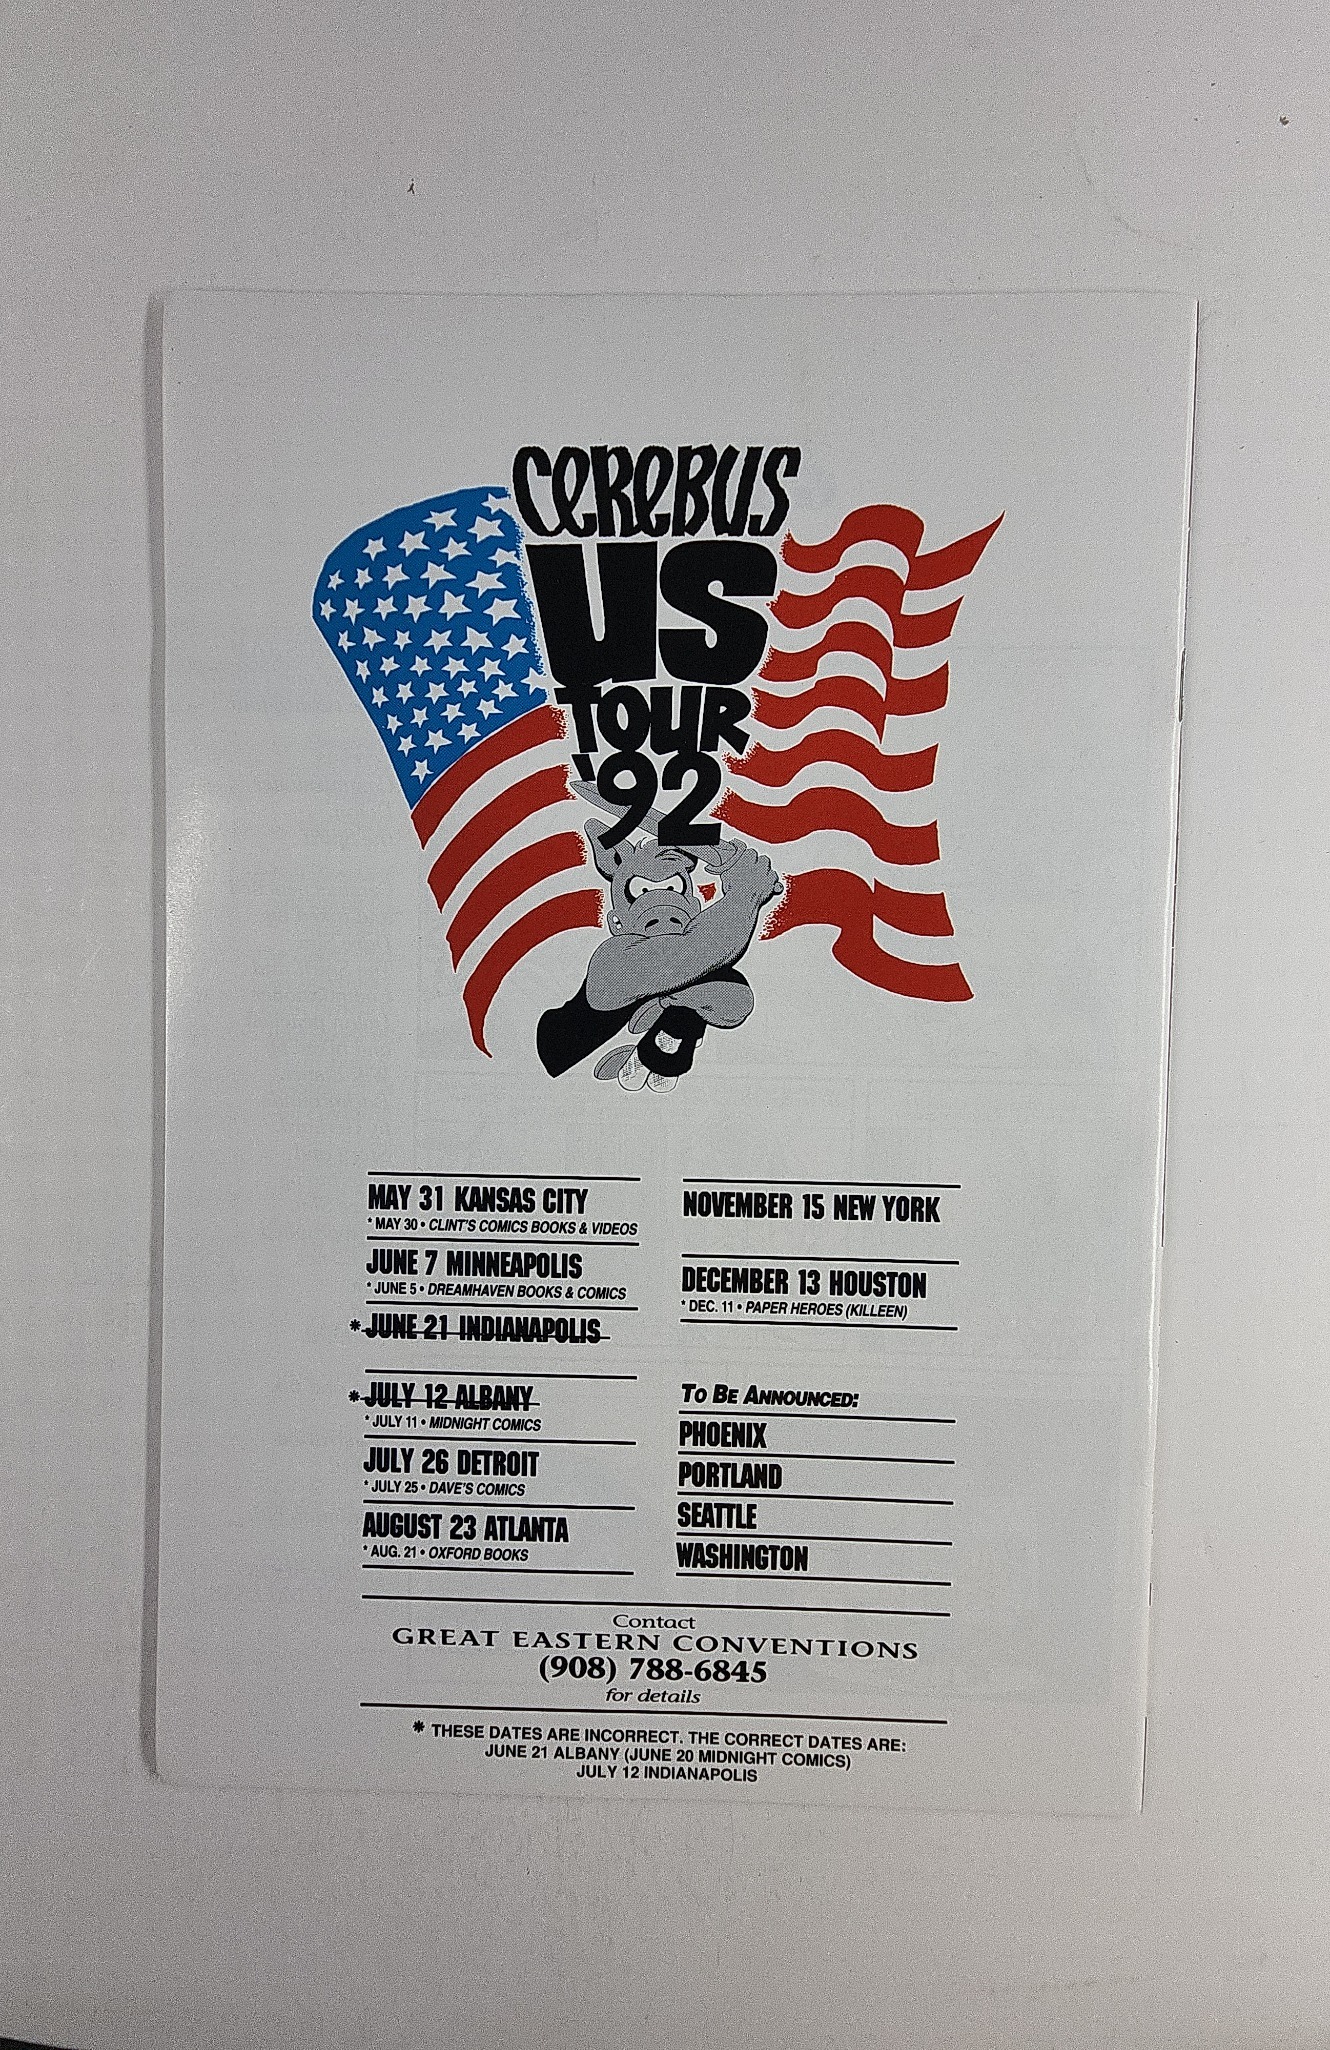 CEREBUS
US
TOUR
'92
MAY 31 KANSAS CITY
* MAY 30 • CLINT'S COMICS BOOKS & VIDEOS
JUNE 7 MINNEAPOLIS
* JUNE 5 • DREAMHAVEN BOOKS & COMICS
* JUNE 21 INDIANAPOLIS
* JULY 12 ALBANY
* JULY 11 • MIDNIGHT COMICS
JULY 26 DETROIT
* JULY 25 • DAVE'S COMICS
AUGUST 23 ATLANTA
* AUG. 21 • OXFORD BOOKS
NOVEMBER 15 NEW YORK
DECEMBER 13 HOUSTON
* DEC. 11 • PAPER HEROES (KILLEEN)
TO BE ANNOUNCED:
PHOENIX
PORTLAND
SEATTLE
WASHINGTON
Contact
GREAT EASTERN CONVENTIONS
(908) 788-6845
for details
* THESE DATES ARE INCORRECT. THE CORRECT DATES ARE:
JUNE 21 ALBANY (JUNE 20 MIDNIGHT COMICS)
JULY 12 INDIANAPOLIS